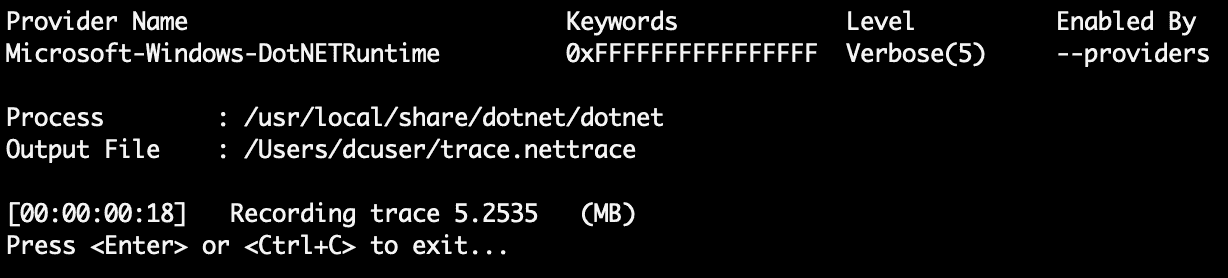 Provider Name                           Keywords            Level          Enabled By
Microsoft-Windows-DotNETRuntime         0xFFFFFFFFFFFFFFFF  Verbose(5)     --providers
Process        : /usr/local/share/dotnet/dotnet
Output File    : /Users/dcuser/trace.nettrace
[00:00:00:18]   Recording trace 5.2535   (MB)
Press <Enter> or <Ctrl+C> to exit...